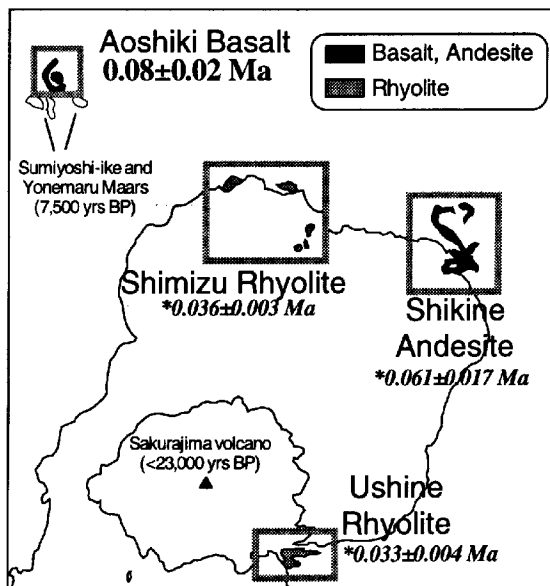 Aoshiki Basalt
0.08±0.02 Ma
Basalt, Andesite
Rhyolite
Sumiyoshi-ike and
Yonemaru Maars
(7,500 yrs BP)
Shimizu Rhyolite
*0.036±0.003 Ma
Shikine
Andesite
*0.061±0.017 Ma
Sakurajima volcano
(<23,000 yrs BP)
Ushine
Rhyolite
*0.033±0.004 Ma